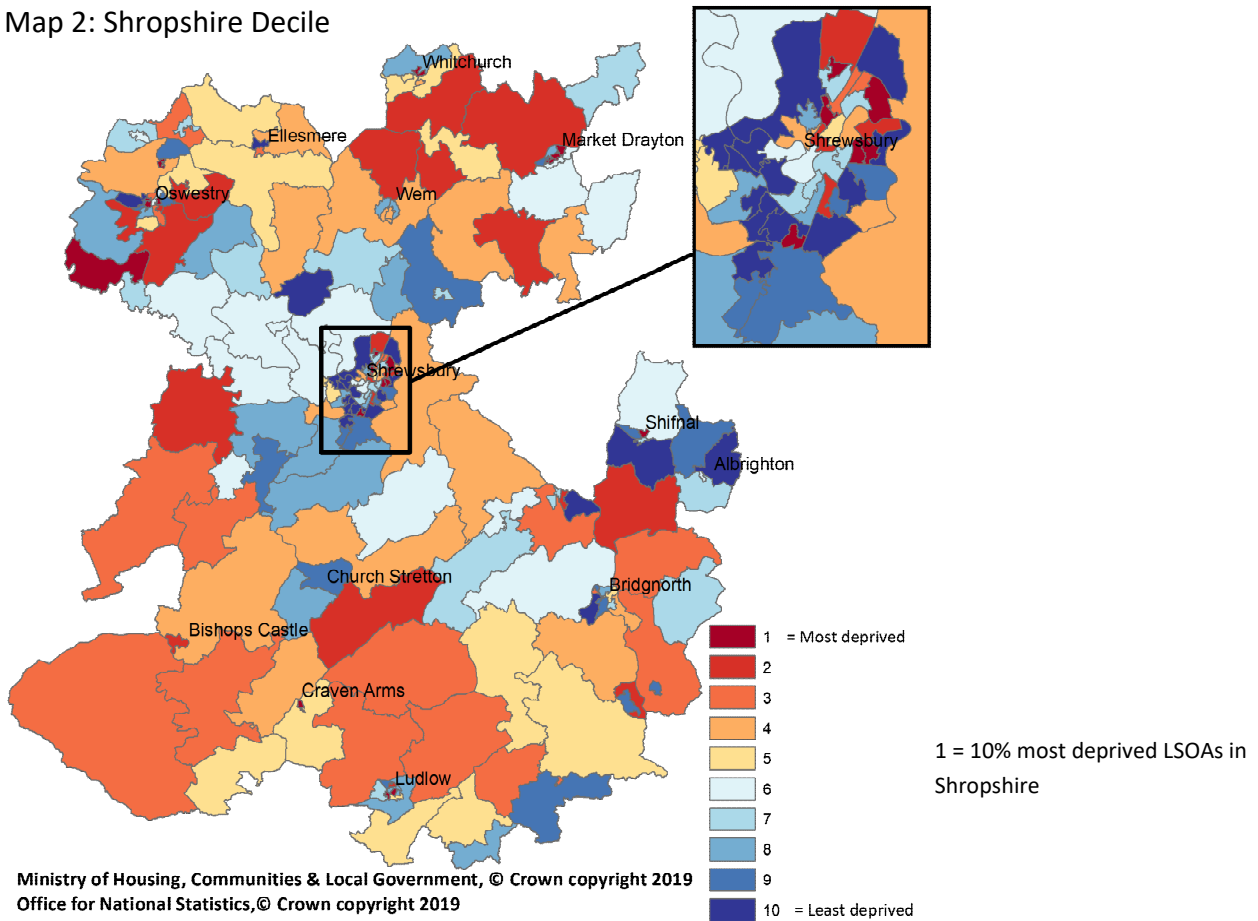 Map 2: Shropshire Decile
Whitchurch
Ellesmere
Market Drayton
Shrewsbury
Oswestry
Wem
Shrewsbury
Shifnal
Albrighton
Church Stretton
Bridgnorth
Bishops Castle
Craven Arms
Ludlow
1 = Most deprived
2
3
4
5
6
7
8
9
10 = Least deprived
1 = 10% most deprived LSOAs in
Shropshire
Ministry of Housing, Communities & Local Government, © Crown copyright 2019
Office for National Statistics,© Crown copyright 2019